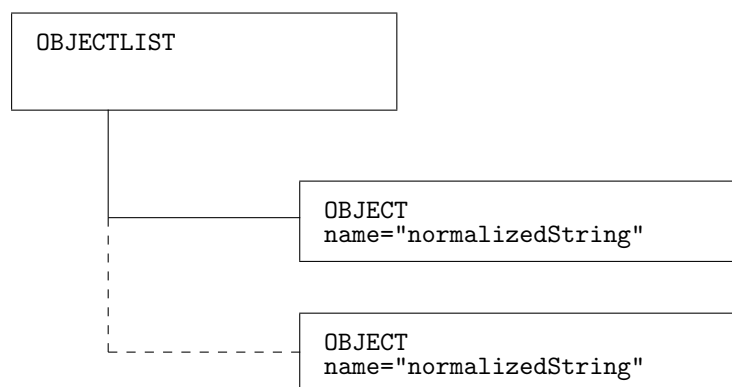 OBJECTLIST
OBJECT
name="normalizedString"
OBJECT
name="normalizedString"